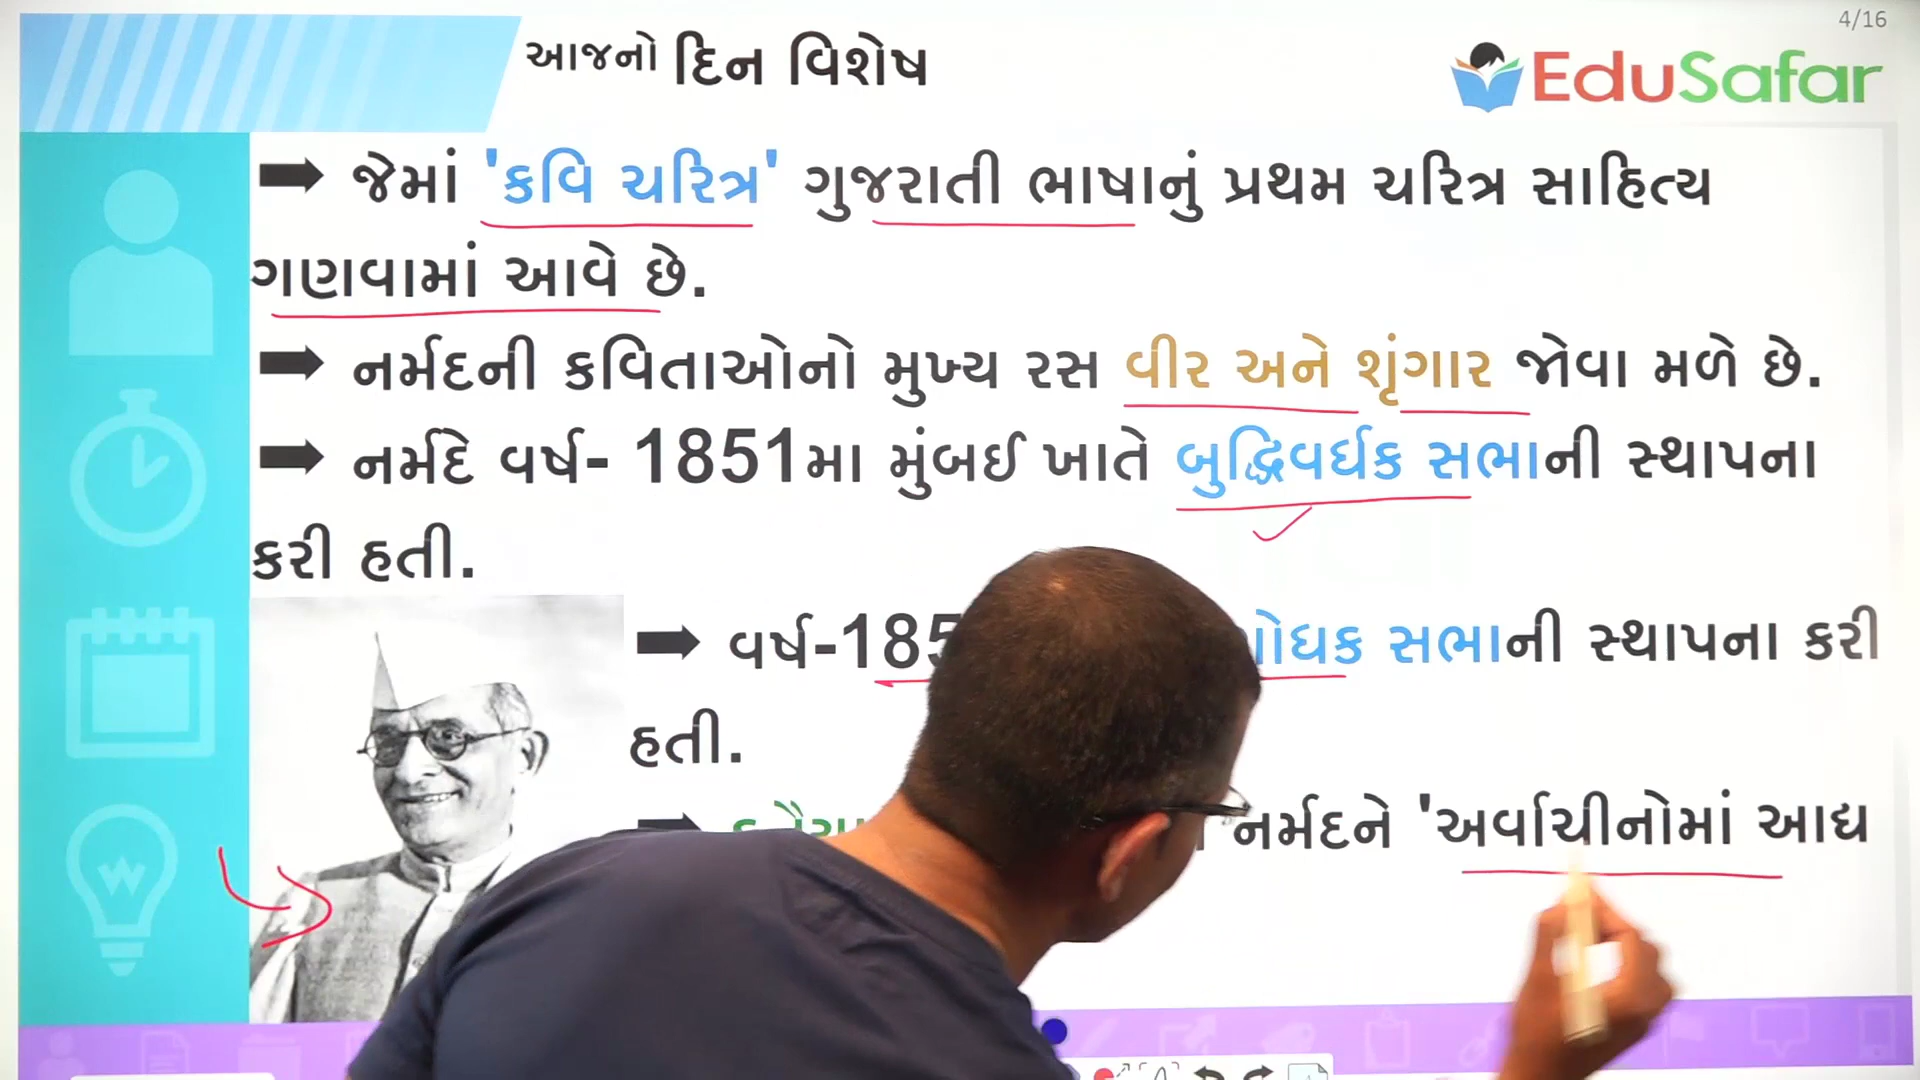 4/16
આજનો દિન વિશેષ
EduSafar
જેમાં 'કવિ ચરિત્ર' ગુજરાતી ભાષાનું પ્રથમ ચરિત્ર સાહિત્ય
ગણવામાં આવે છે.
નર્મદની કવિતાઓનો મુખ્ય રસ વીર અને શૃંગાર જોવા મળે છે.
નર્મદે વર્ષ- 1851મા મુંબઈ ખાતે બુદ્ધિવર્ધક સભાની સ્થાપના
કરી હતી.
વર્ષ-185 સભાની સ્થાપના કરી
હતી.
નર્મદને 'અર્વાચીનોમાં આદ્ય